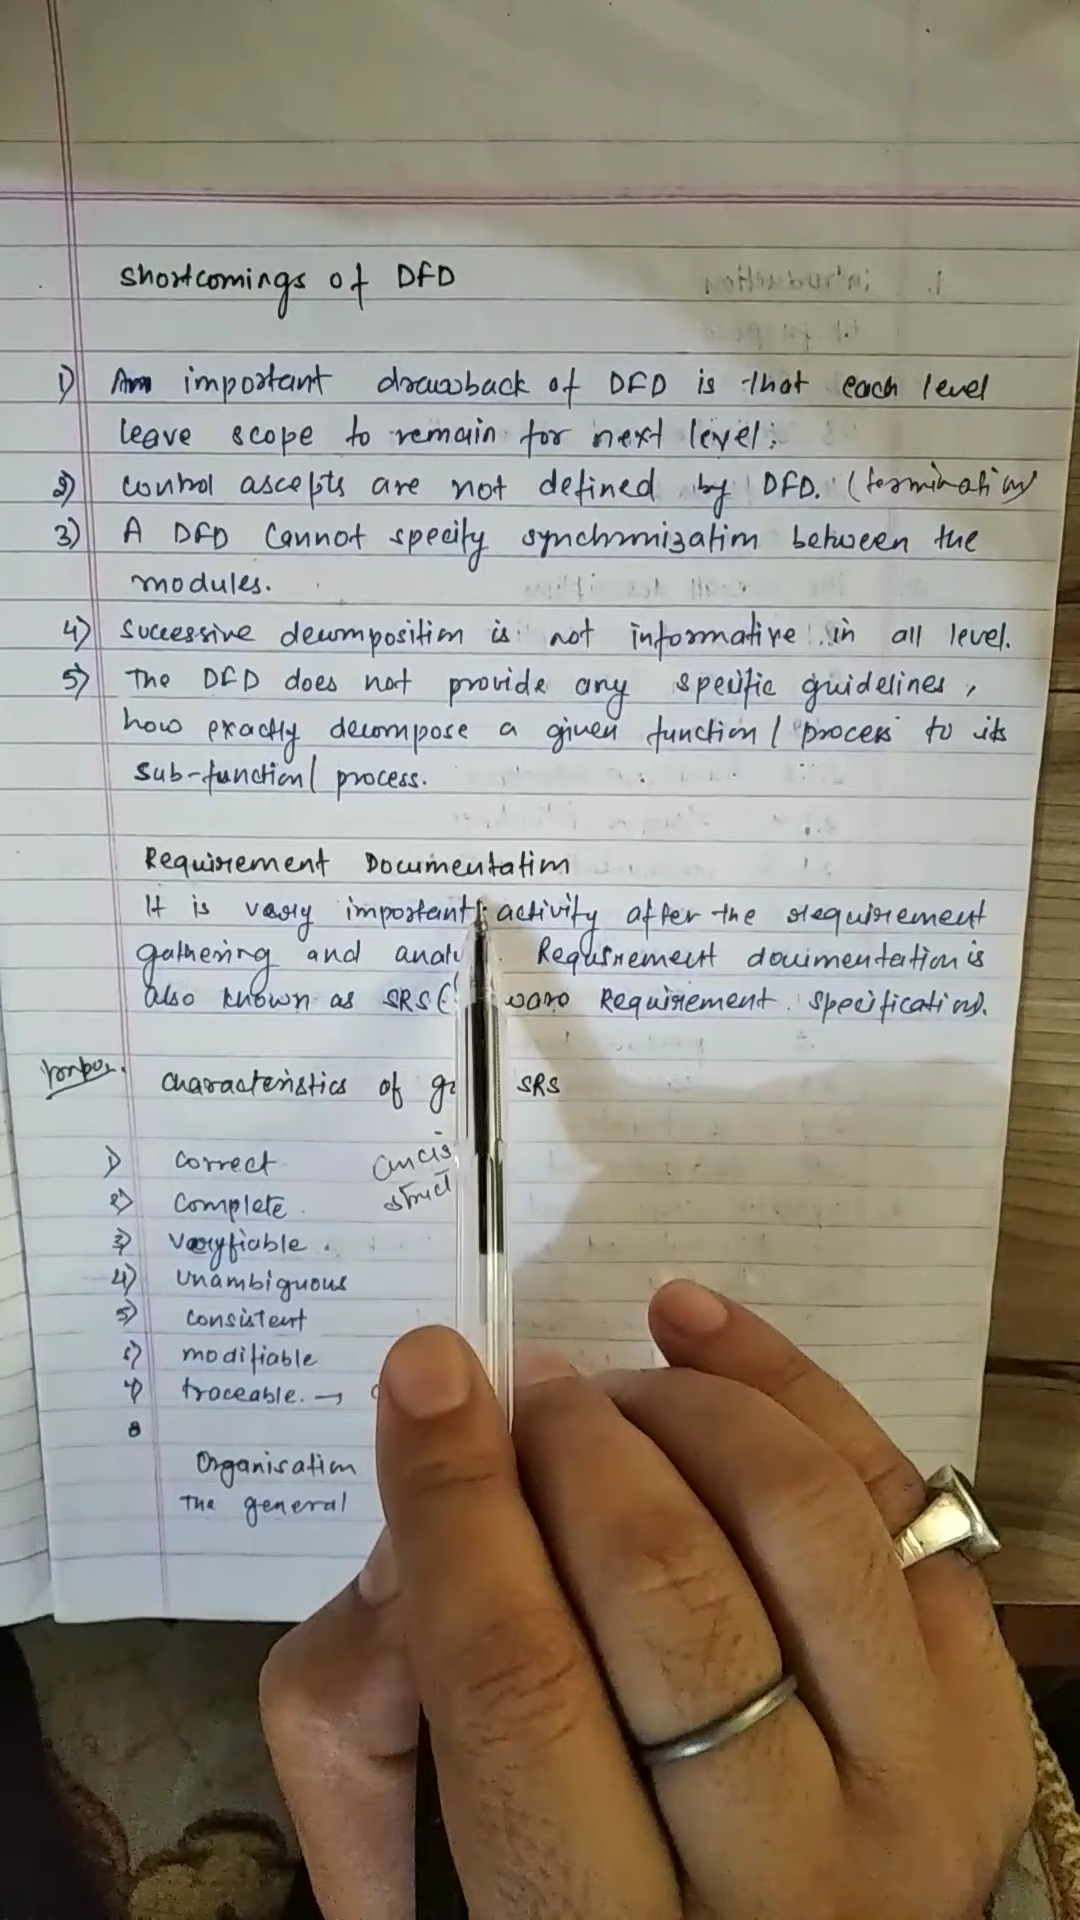 Shortcomings of DFD
1) An important drawback of DFD is that each level
leave scope to remain for next level.
2) control ascepts are not defined by DFD. (termination)
3) A DFD cannot specify synchronization between the
modules.
4) Successive decomposition is not informative in all level.
5) The DFD does not provide any specific guidelines,
how exactly decompose a given function / process to its
sub-function / process.
Requirement Documentation
It is very important activity after the requirement
gathering and Requirement documentation is
also known as SRS ( Requirement Specification).
Impor. Characteristics of SRS
1) Correct
2) Complete
strict
3) Veryfiable.
4) Unambiguous
5) consistent
6) modifiable
7) traceable. →
8
Organisation
The general